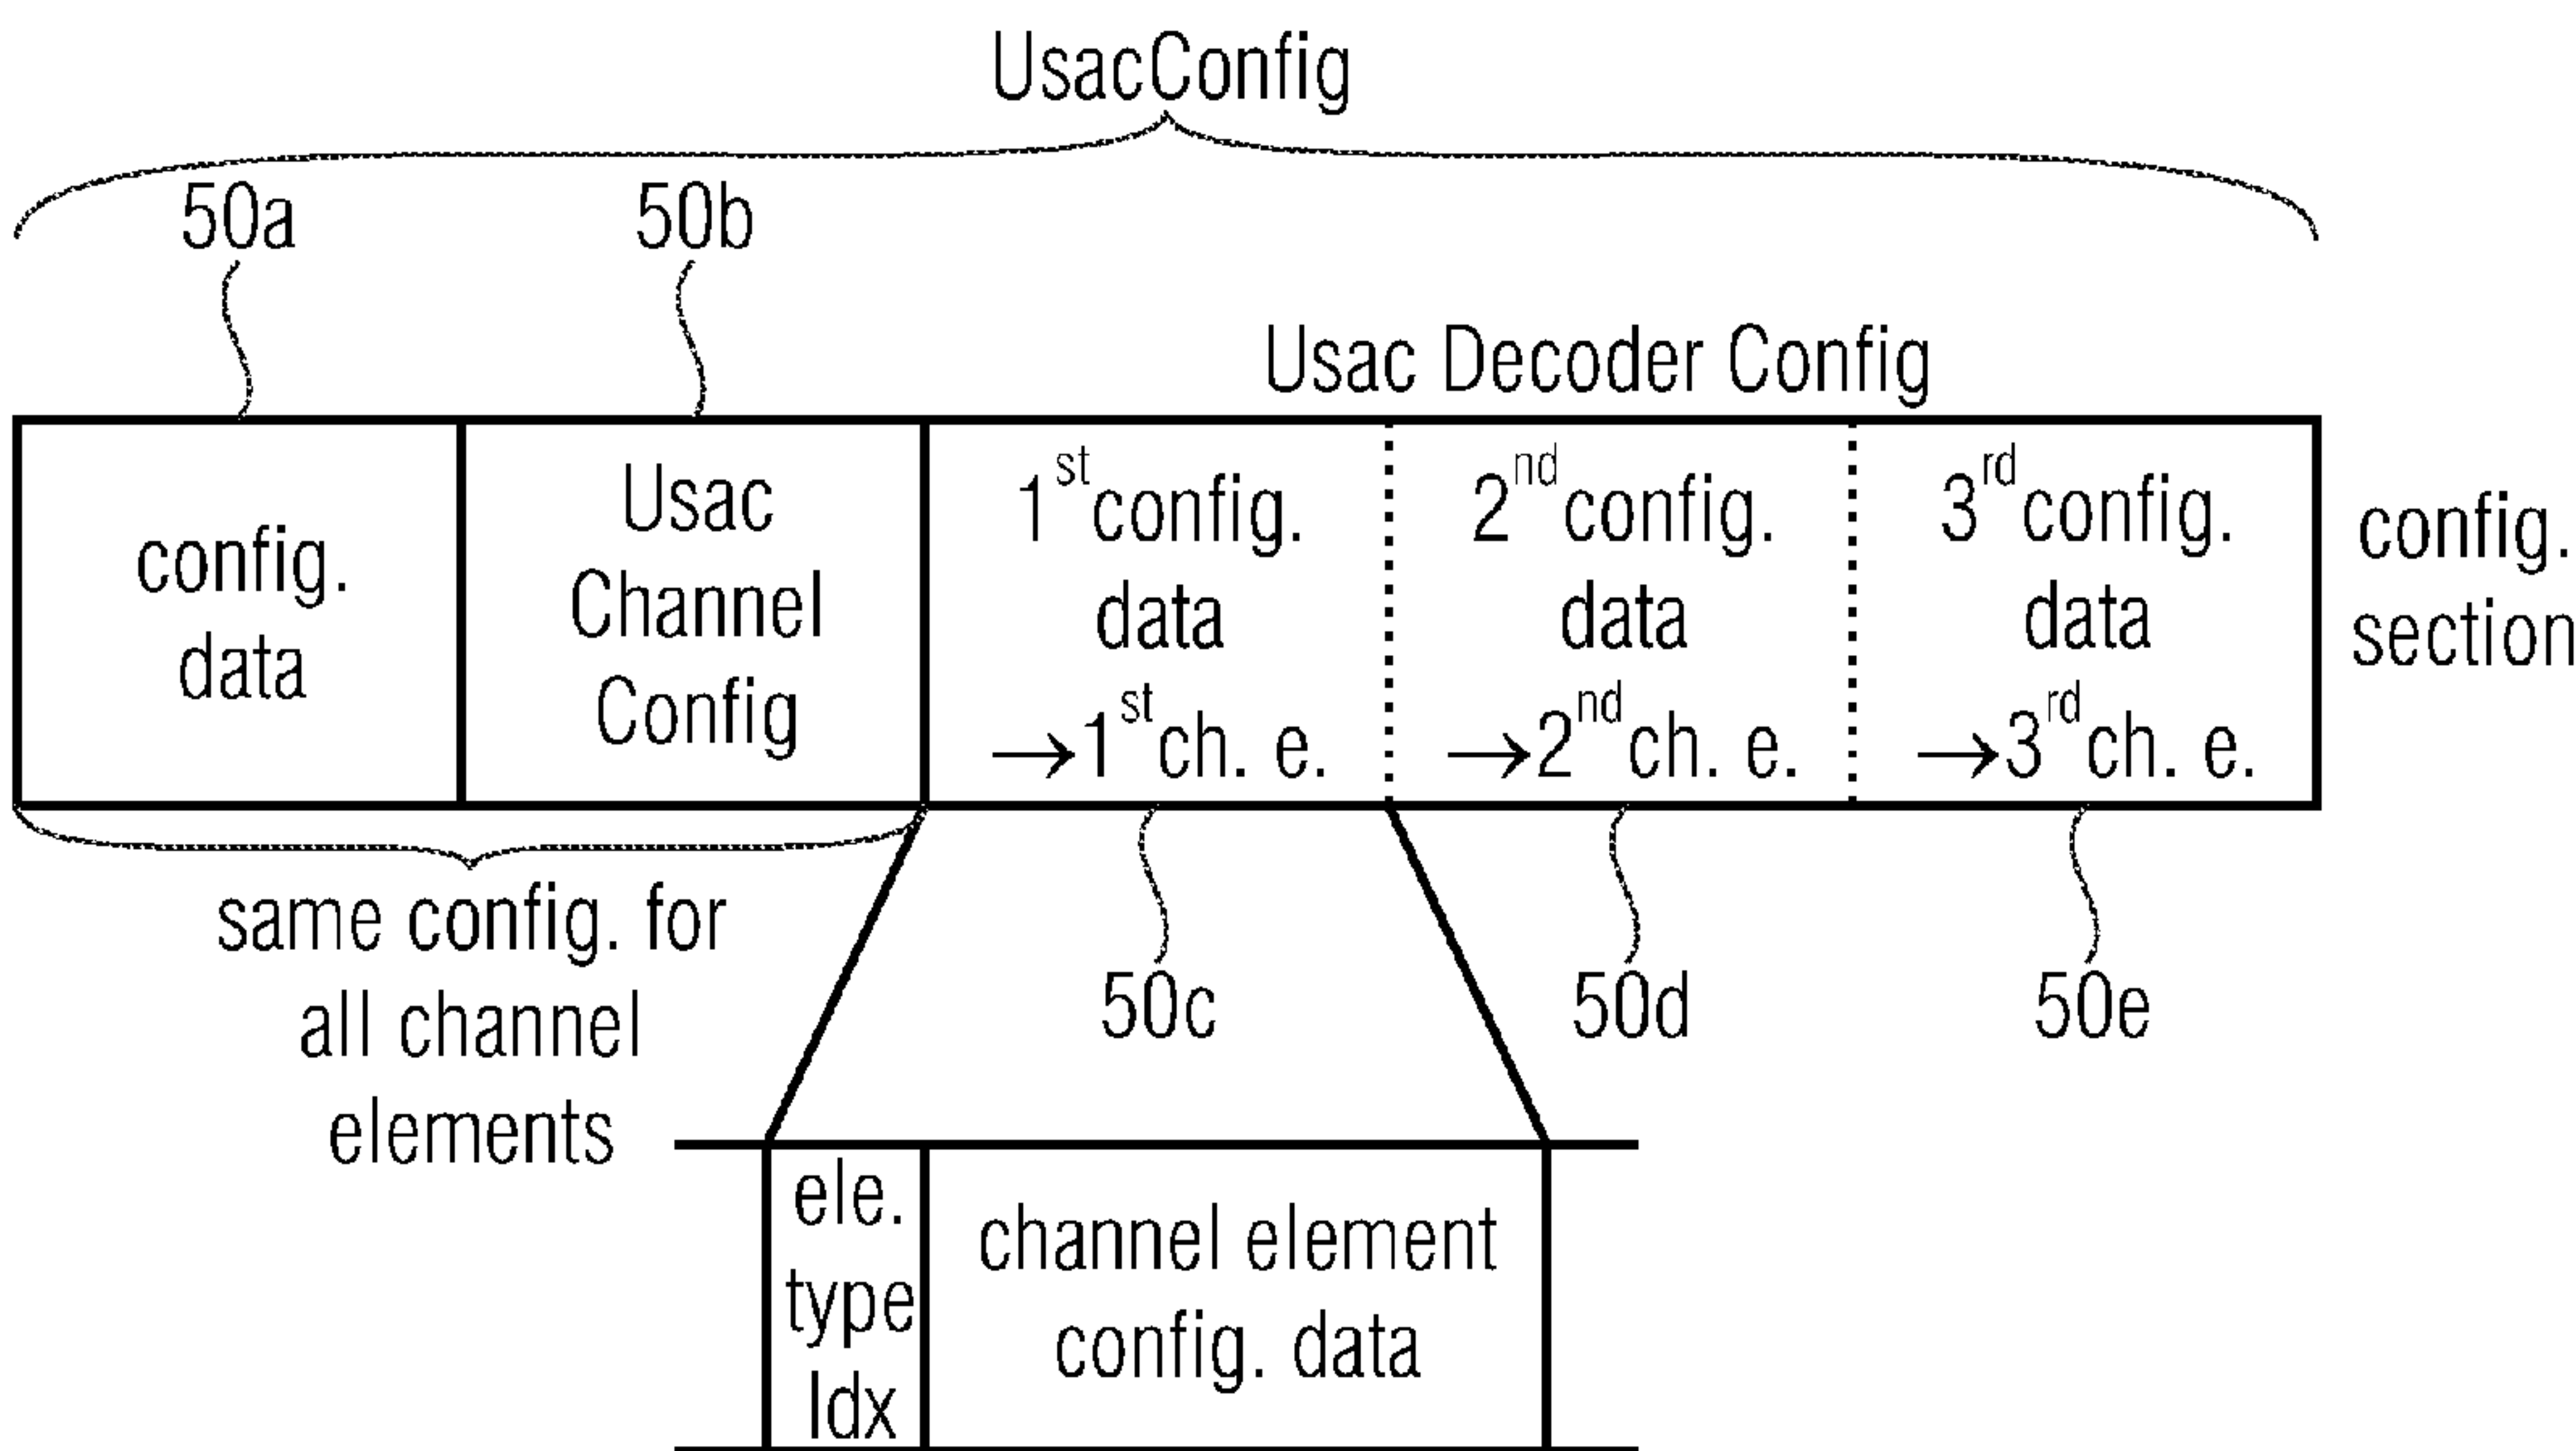 UsacConfig
50a
50b
Usac Decoder Config
config.
data
Usac
Channel
Config
1st config.
data
→1st ch. e.
2nd config.
data
→2nd ch. e.
3rd config.
data
→3rd ch. e.
config.
section
same config. for
all channel
elements
50c
50d
50e
ele.
type
Idx
channel element
config. data